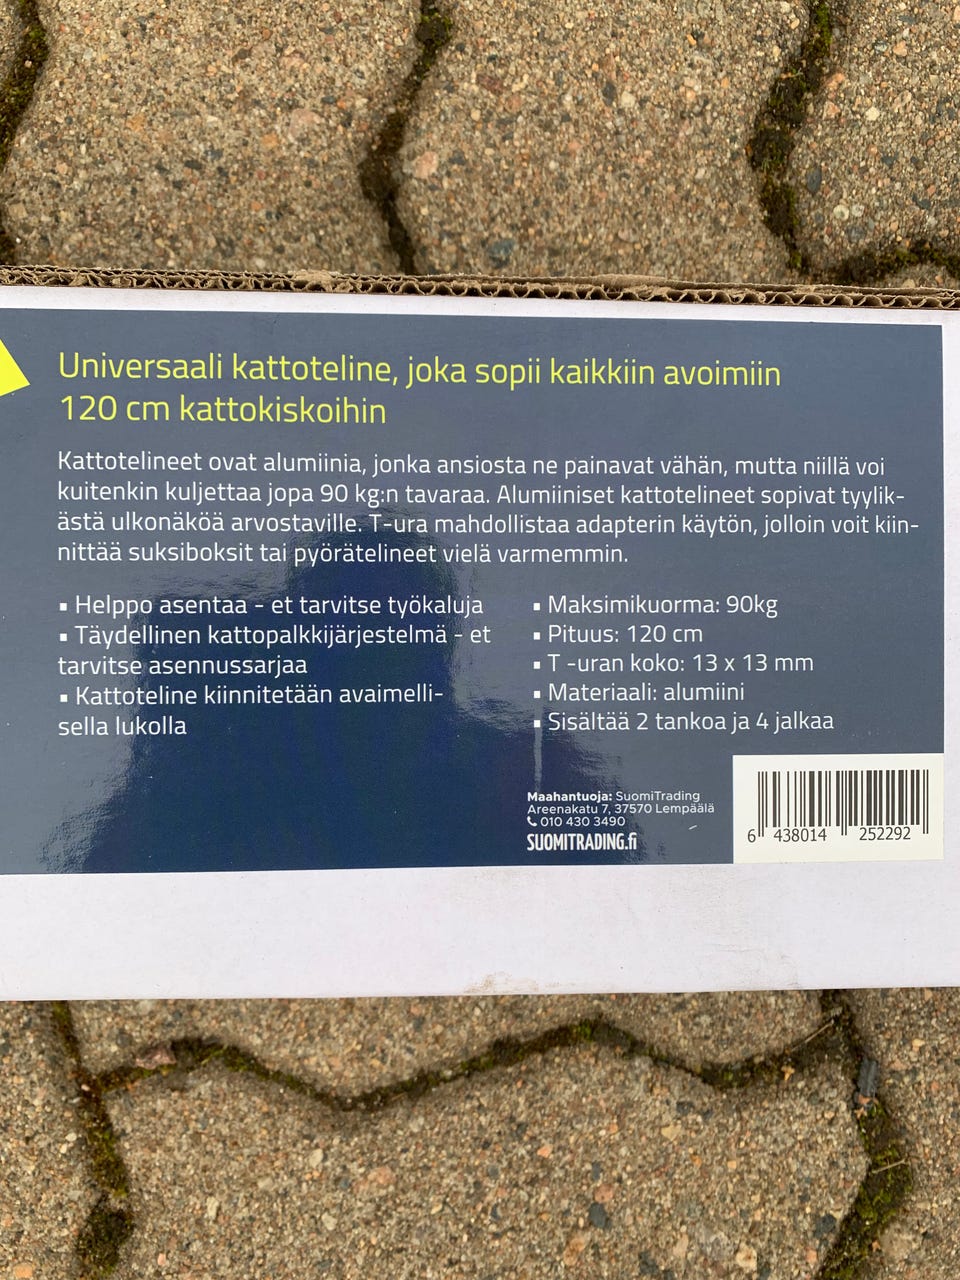 Universaali kattoteline, joka sopii kaikkiin avoimiin
120 cm kattokiskoihin
Kattotelineet ovat alumiinia, jonka ansiosta ne painavat vähän, mutta niillä voi
kuitenkin kuljettaa jopa 90 kg:n tavaraa. Alumiiniset kattotelineet sopivat tyylik-
ästä ulkonäköä arvostaville. T-ura mahdollistaa adapterin käytön, jolloin voit kiin-
nittää suksiboksit tai pyörätelineet vielä varmemmin.
▪ Helppo asentaa - et tarvitse työkaluja
▪ Täydellinen kattopalkkijärjestelmä - et
tarvitse asennussarjaa
▪ Kattoteline kiinnitetään avaimelli-
sella lukolla
▪ Maksimikuorma: 90kg
▪ Pituus: 120 cm
▪ T -uran koko: 13 x 13 mm
▪ Materiaali: alumiini
▪ Sisältää 2 tankoa ja 4 jalkaa
Maahantuoja: SuomiTrading
Areenakatu 7, 37570 Lempäälä
010 430 3490
SUOMITRADING.fi
6 438014 252292